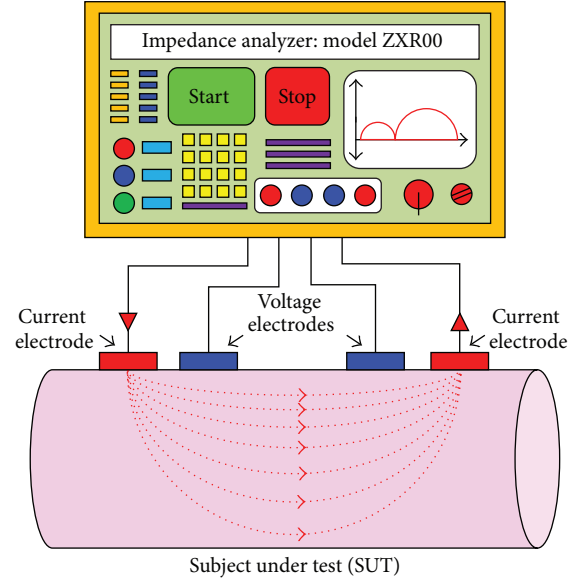 Impedance analyzer: model ZXR00
Start
Stop
Current
electrode
Voltage
electrodes
Current
electrode
Subject under test (SUT)